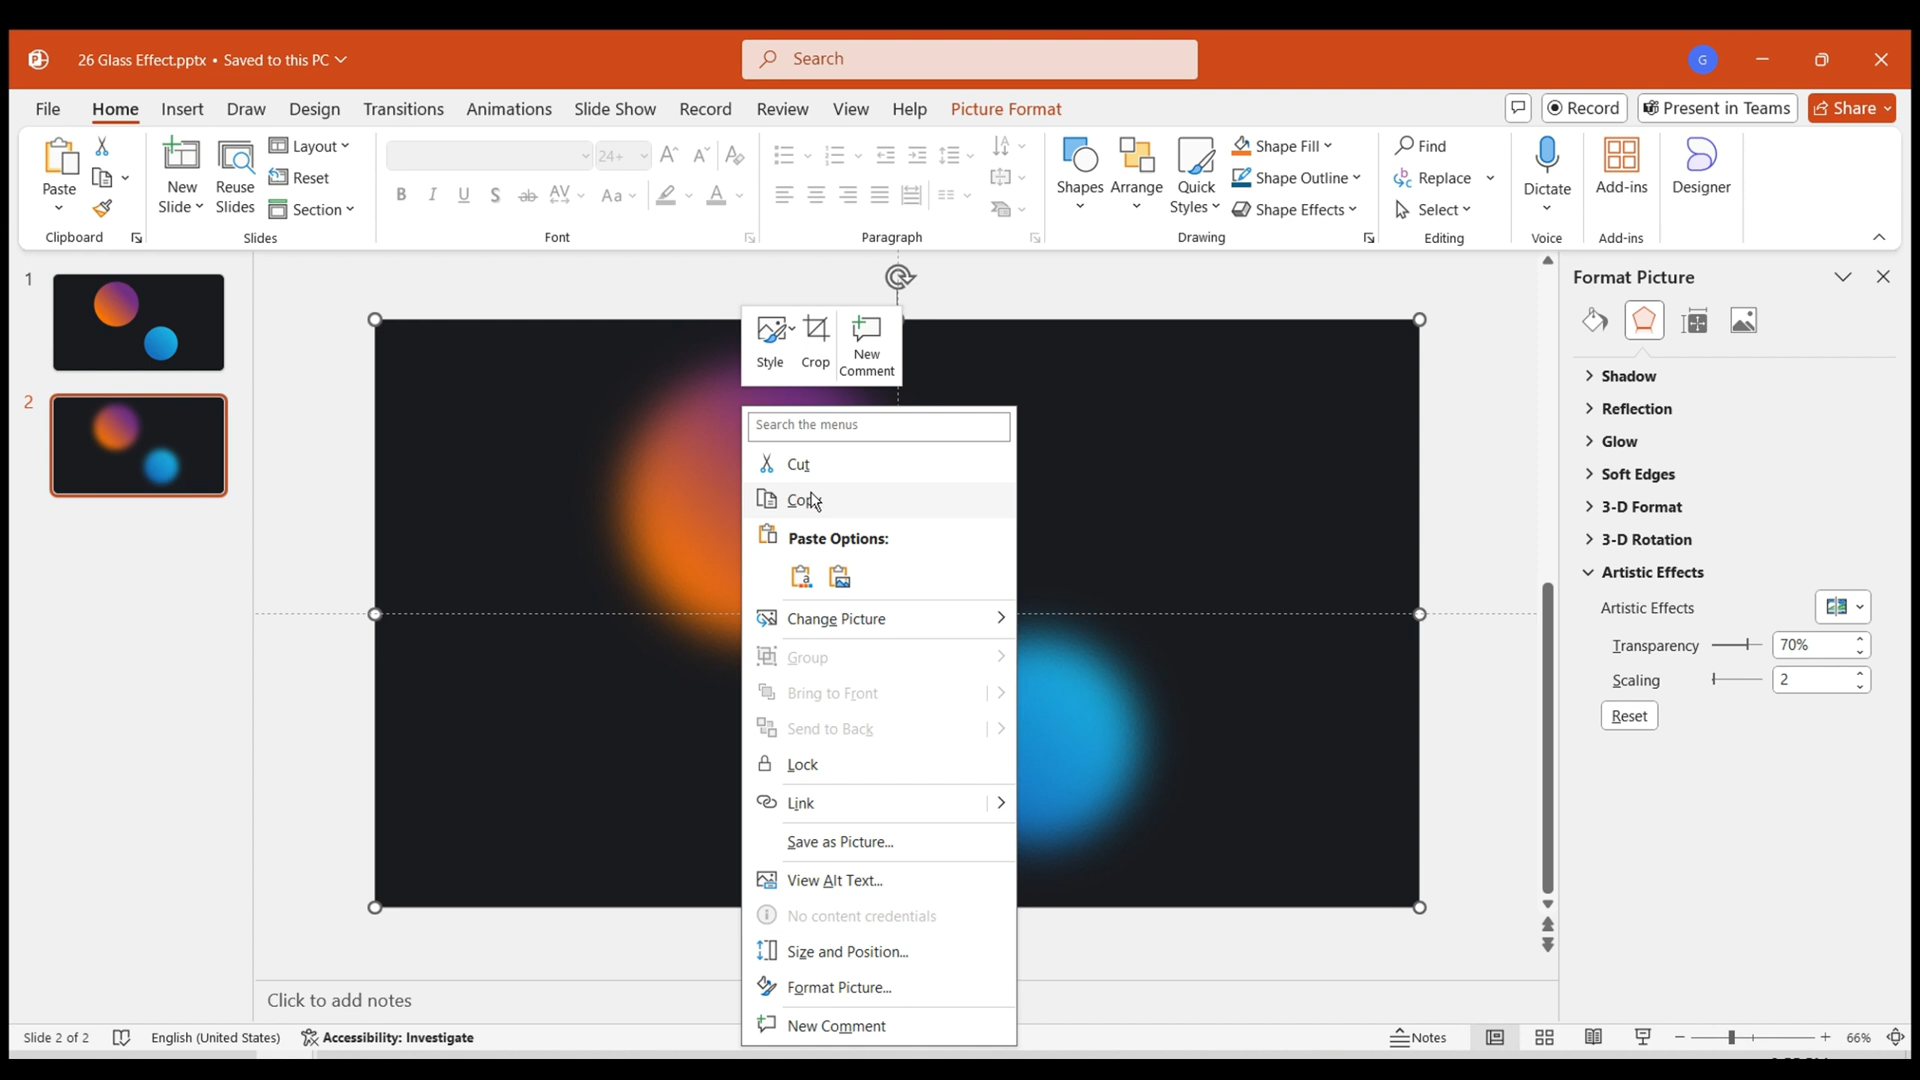 26 Glass Effect.pptx • Saved to this PC
Search
G
File Home Insert Draw Design Transitions Animations Slide Show Record Review View Help Picture Format
Record Present in Teams Share
Paste
New Slide
Reuse Slides
Layout
Reset
Section
24+
B I U S ab AV Aa A
Shapes
Arrange
Quick Styles
Shape Fill
Shape Outline
Shape Effects
Find
Replace
Select
Dictate
Add-ins
Designer
Clipboard Slides Font Paragraph Drawing Editing Voice Add-ins
1
2
Style
Crop
New Comment
Search the menus
Cut
Copy
Paste Options:
Change Picture
Group
Bring to Front
Send to Back
Lock
Link
Save as Picture...
View Alt Text...
No content credentials
Size and Position...
Format Picture...
New Comment
Format Picture
Shadow
Reflection
Glow
Soft Edges
3-D Format
3-D Rotation
Artistic Effects
Artistic Effects
Transparency 70%
Scaling 2
Reset
Click to add notes
Slide 2 of 2 English (United States) Accessibility: Investigate Notes 66%